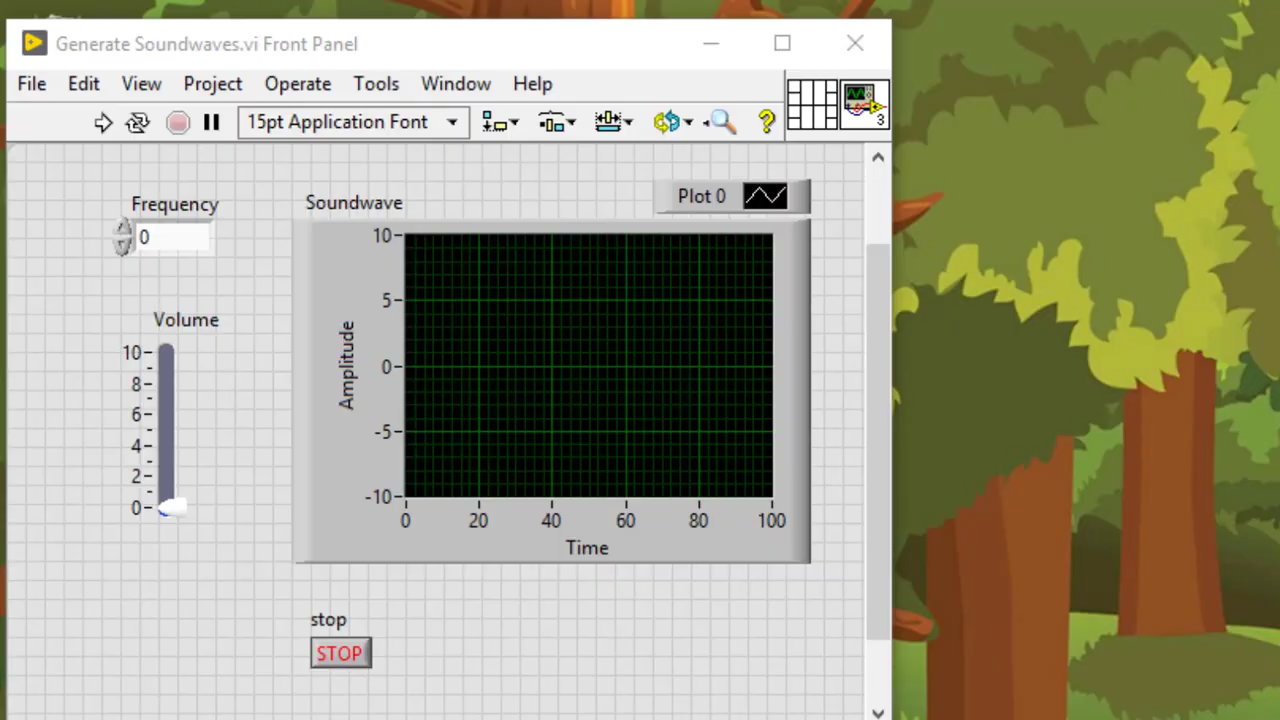 Generate Soundwaves.vi Front Panel
File Edit View Project Operate Tools Window Help
15pt Application Font
?
3
Frequency
0
Volume
10
8
6
4
2
0
Soundwave
Plot 0
10
5
0
-5
-10
Amplitude
0 20 40 60 80 100
Time
stop
STOP